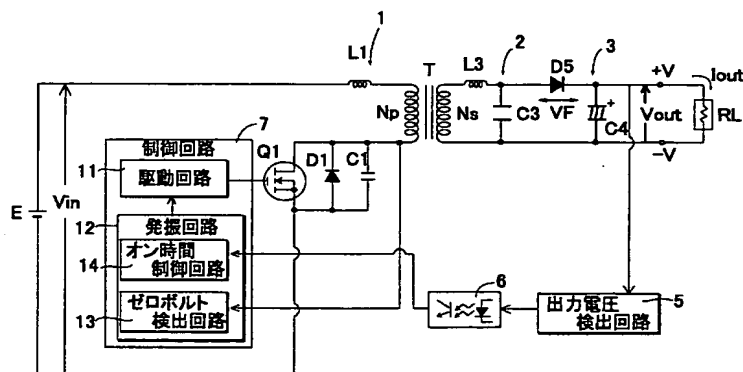 1
L1
T
L3
2
D5
3
+V
Iout
Np
Ns
C3
VF
C4
Vout
RL
−V
7
制御回路
Q1
D1
C1
11
駆動回路
E
Vin
12
発振回路
オン時間
制御回路
14
ゼロボルト
検出回路
13
6
出力電圧
検出回路
5